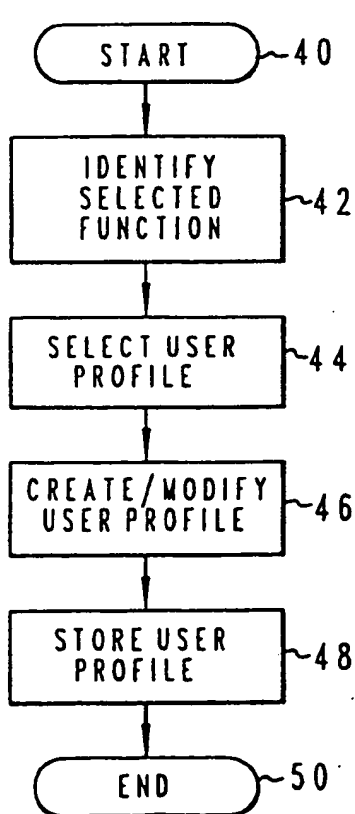 START
40
IDENTIFY
SELECTED
FUNCTION
42
SELECT USER
PROFILE
44
CREATE/MODIFY
USER PROFILE
46
STORE USER
PROFILE
48
END
50